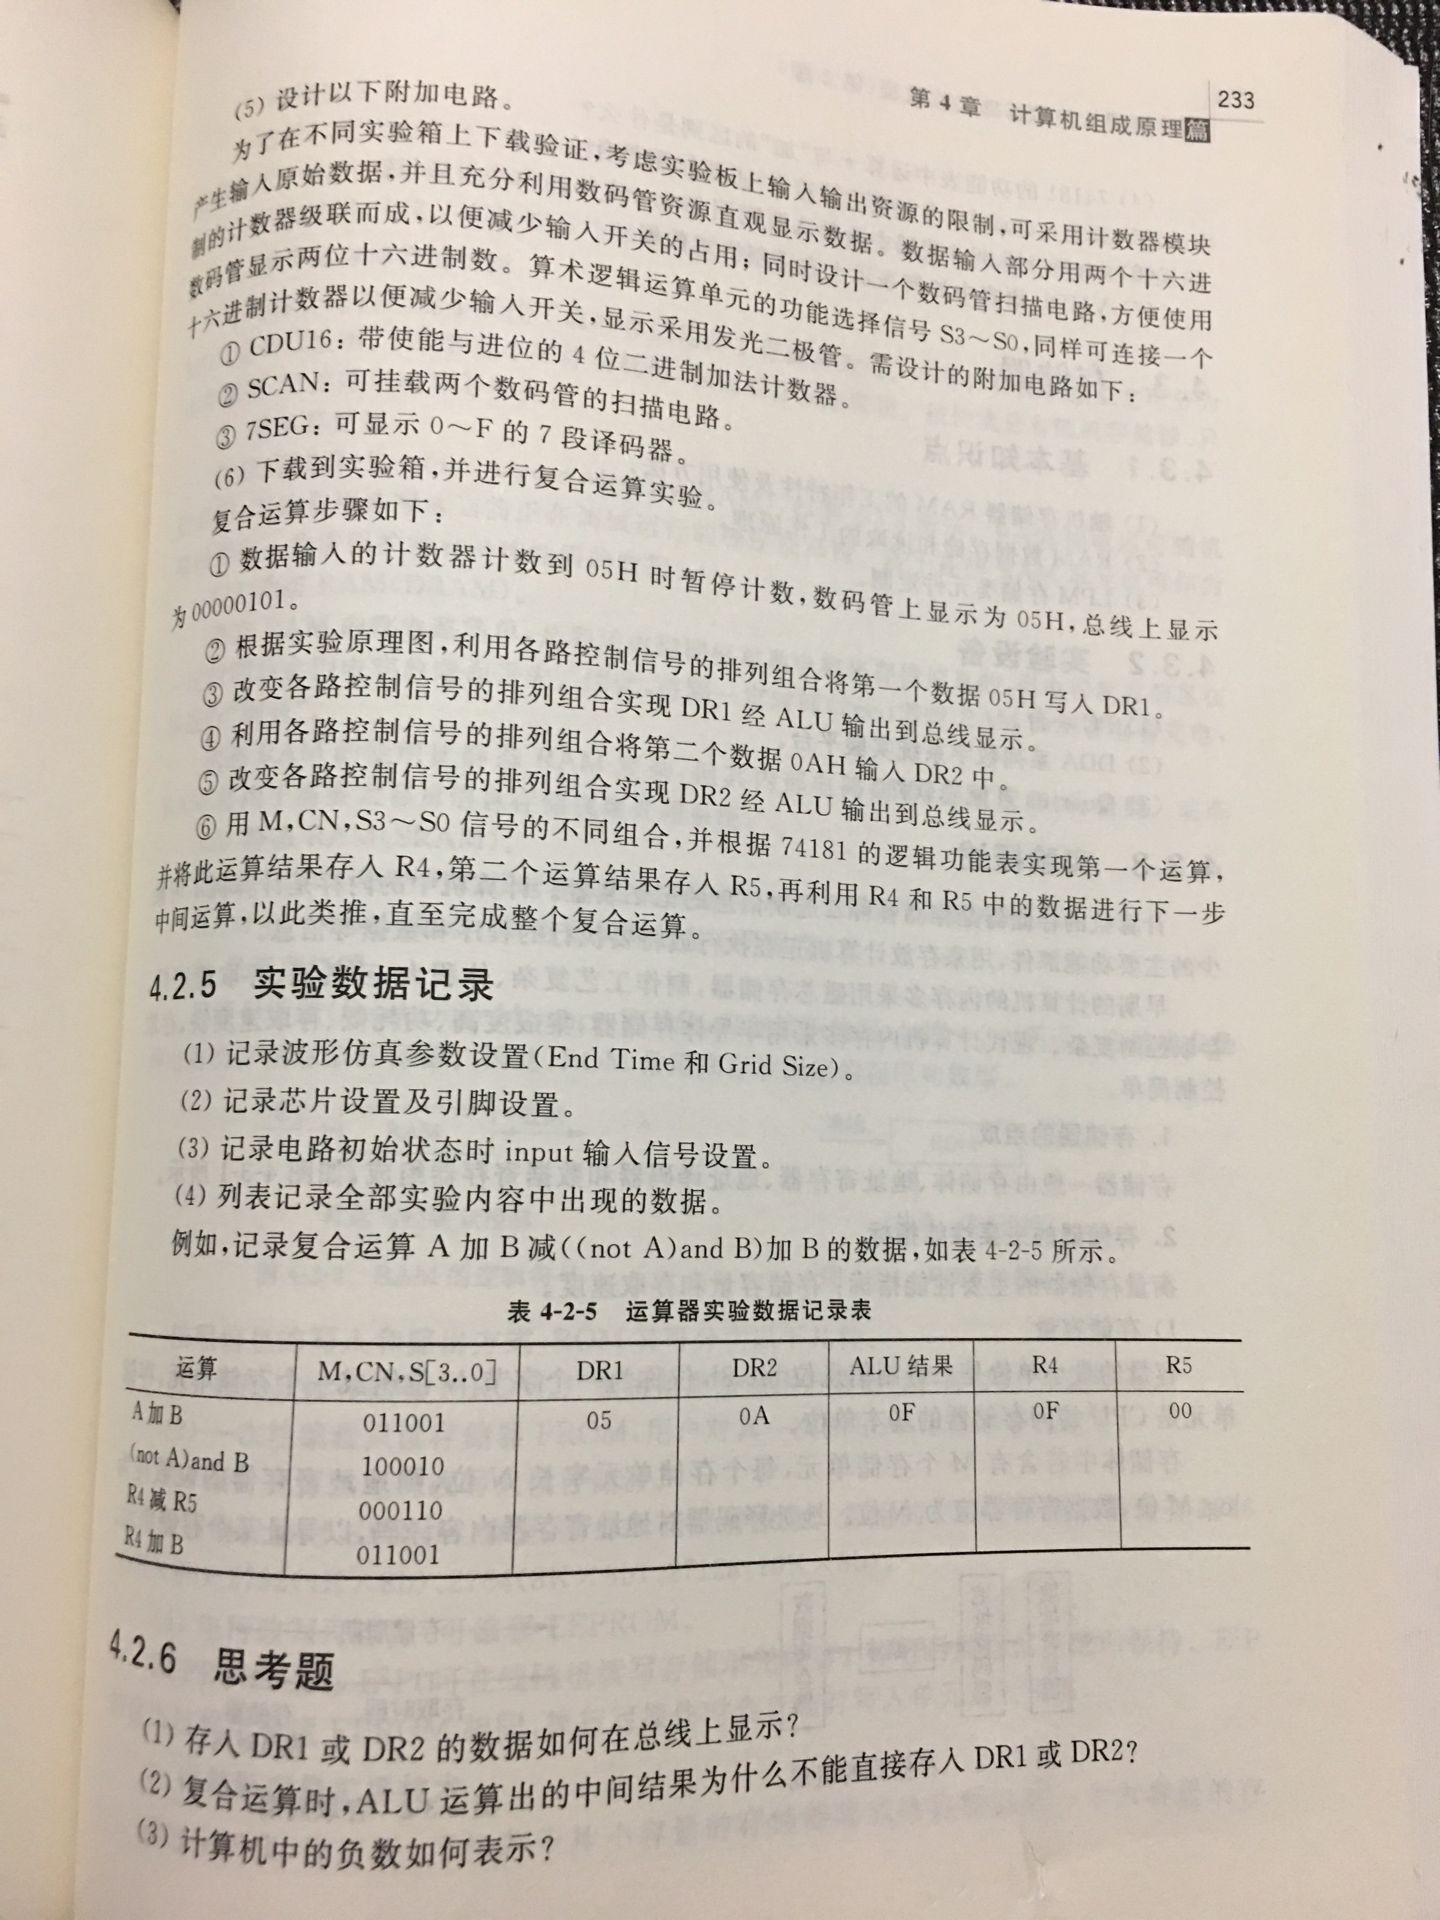 第4章 计算机组成原理篇 233
(5) 设计以下附加电路。
为了在不同实验箱上下载验证,考虑实验板上输入输出资源的限制,可采用计数器模块
产生输入原始数据,并且充分利用数码管资源直观显示数据。数据输入部分用两个十六进
制的计数器级联而成,以便减少输入开关的占用;同时设计一个数码管扫描电路,方便使用
数码管显示两位十六进制数。算术逻辑运算单元的功能选择信号 S3～S0,同样可连接一个
十六进制计数器以便减少输入开关,显示采用发光二极管。需设计的附加电路如下:
① CDU16: 带使能与进位的 4 位二进制加法计数器。
② SCAN: 可挂载两个数码管的扫描电路。
③ 7SEG: 可显示 0～F 的 7 段译码器。
(6) 下载到实验箱,并进行复合运算实验。
复合运算步骤如下:
① 数据输入的计数器计数到 05H 时暂停计数,数码管上显示为 05H,总线上显示
为 00000101。
② 根据实验原理图,利用各路控制信号的排列组合将第一个数据 05H 写入 DR1。
③ 改变各路控制信号的排列组合实现 DR1 经 ALU 输出到总线显示。
④ 利用各路控制信号的排列组合将第二个数据 0AH 输入 DR2 中。
⑤ 改变各路控制信号的排列组合实现 DR2 经 ALU 输出到总线显示。
⑥ 用 M,CN,S3～S0 信号的不同组合,并根据 74181 的逻辑功能表实现第一个运算,
并将此运算结果存入 R4,第二个运算结果存入 R5,再利用 R4 和 R5 中的数据进行下一步
中间运算,以此类推,直至完成整个复合运算。
4.2.5 实验数据记录
(1) 记录波形仿真参数设置(End Time 和 Grid Size)。
(2) 记录芯片设置及引脚设置。
(3) 记录电路初始状态时 input 输入信号设置。
(4) 列表记录全部实验内容中出现的数据。
例如,记录复合运算 A 加 B 减((not A)and B)加 B 的数据,如表 4-2-5 所示。
表 4-2-5 运算器实验数据记录表
运算 M,CN,S[3..0] DR1 DR2 ALU 结果 R4 R5
A 加 B 011001 05 0A 0F 0F 00
(not A)and B 100010
R4 减 R5 000110
R4 加 B 011001
4.2.6 思考题
(1) 存入 DR1 或 DR2 的数据如何在总线上显示?
(2) 复合运算时,ALU 运算出的中间结果为什么不能直接存入 DR1 或 DR2?
(3) 计算机中的负数如何表示?